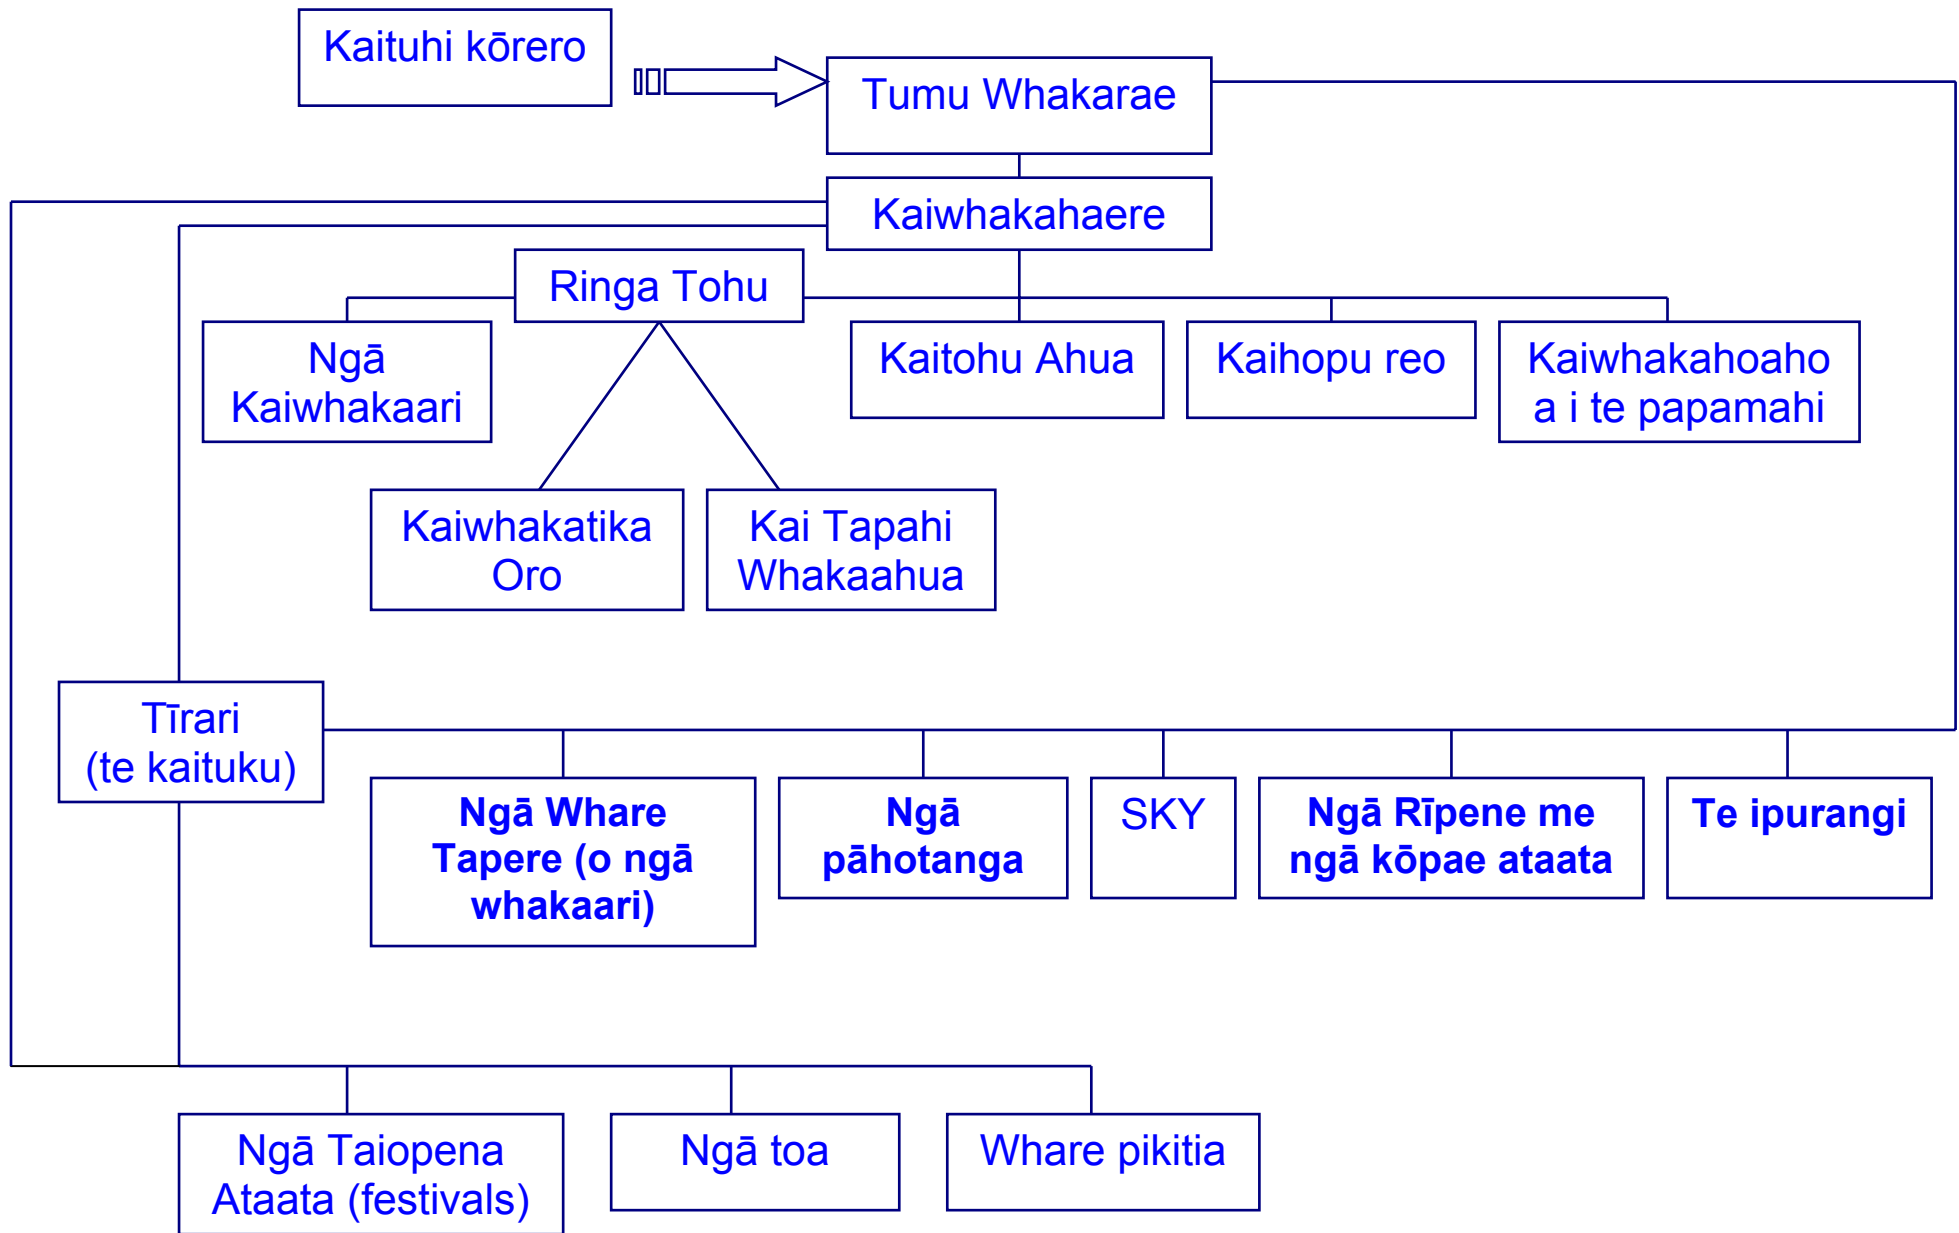 Kaituhi kōrero
Tumu Whakarae
Kaiwhakahaere
Ringa Tohu
Ngā
Kaiwhakaari
Kaitohu Ahua
Kaihopu reo
Kaiwhakahoaho
a i te papamahi
Kaiwhakatika
Oro
Kai Tapahi
Whakaahua
Tīrari
(te kaituku)
Ngā Whare
Tapere (o ngā
whakaari)
Ngā
pāhotanga
SKY
Ngā Rīpene me
ngā kōpae ataata
Te ipurangi
Ngā Taiopena
Ataata (festivals)
Ngā toa
Whare pikitia